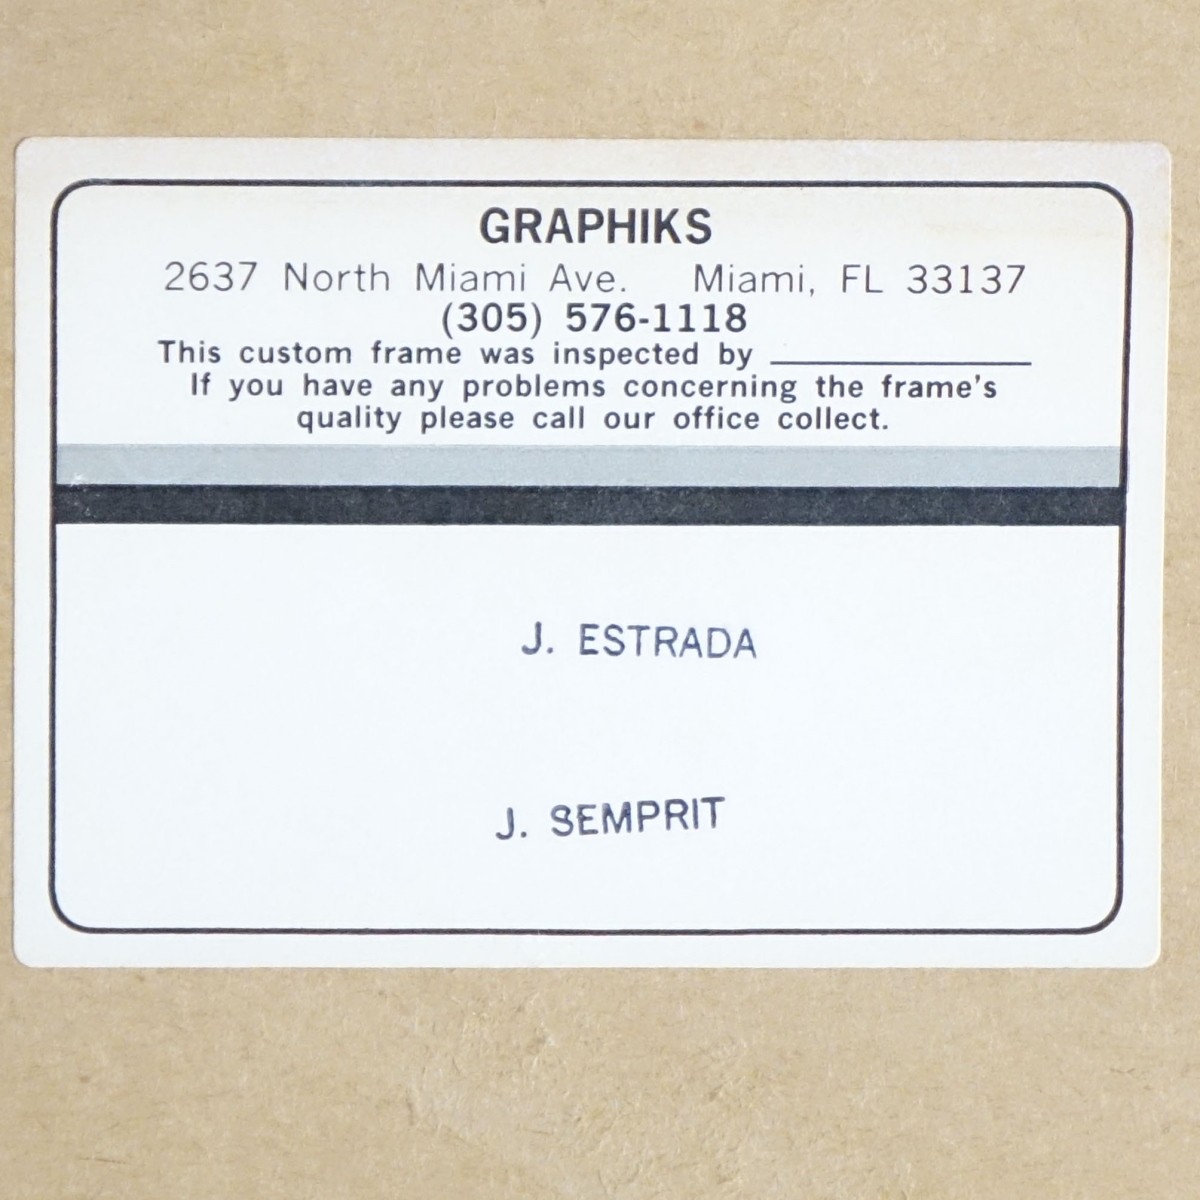 GRAPHIKS
2637 North Miami Ave. Miami, FL 33137
(305) 576-1118
This custom frame was inspected by
If you have any problems concerning the frame's
quality please call our office collect.
J. ESTRADA
J. SEMPRIT